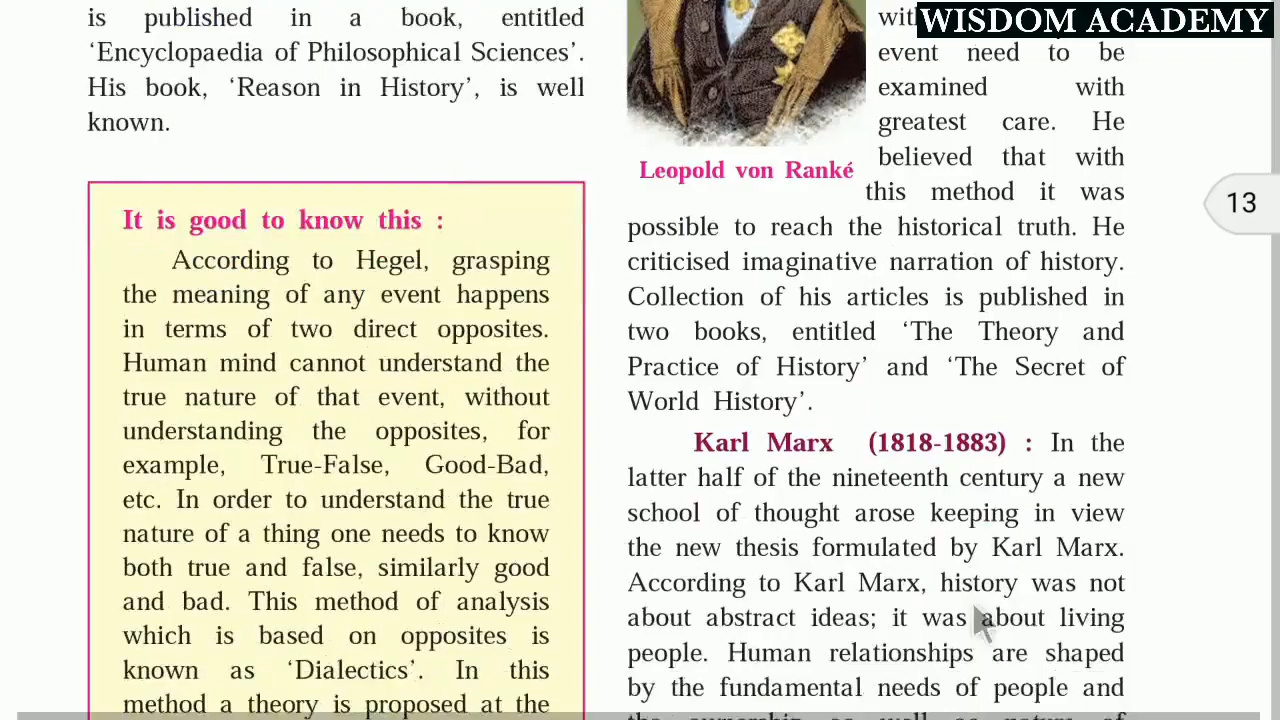 is published in a book, entitled
‘Encyclopaedia of Philosophical Sciences’.
His book, ‘Reason in History’, is well
known.
It is good to know this :
According to Hegel, grasping
the meaning of any event happens
in terms of two direct opposites.
Human mind cannot understand the
true nature of that event, without
understanding the opposites, for
example, True-False, Good-Bad,
etc. In order to understand the true
nature of a thing one needs to know
both true and false, similarly good
and bad. This method of analysis
which is based on opposites is
known as ‘Dialectics’. In this
method a theory is proposed at the
WISDOM ACADEMY
event need to be
examined with
greatest care. He
believed that with
Leopold von Ranké
this method it was
possible to reach the historical truth. He
criticised imaginative narration of history.
Collection of his articles is published in
two books, entitled ‘The Theory and
Practice of History’ and ‘The Secret of
World History’.
Karl Marx (1818-1883) : In the
latter half of the nineteenth century a new
school of thought arose keeping in view
the new thesis formulated by Karl Marx.
According to Karl Marx, history was not
about abstract ideas; it was about living
people. Human relationships are shaped
by the fundamental needs of people and
13